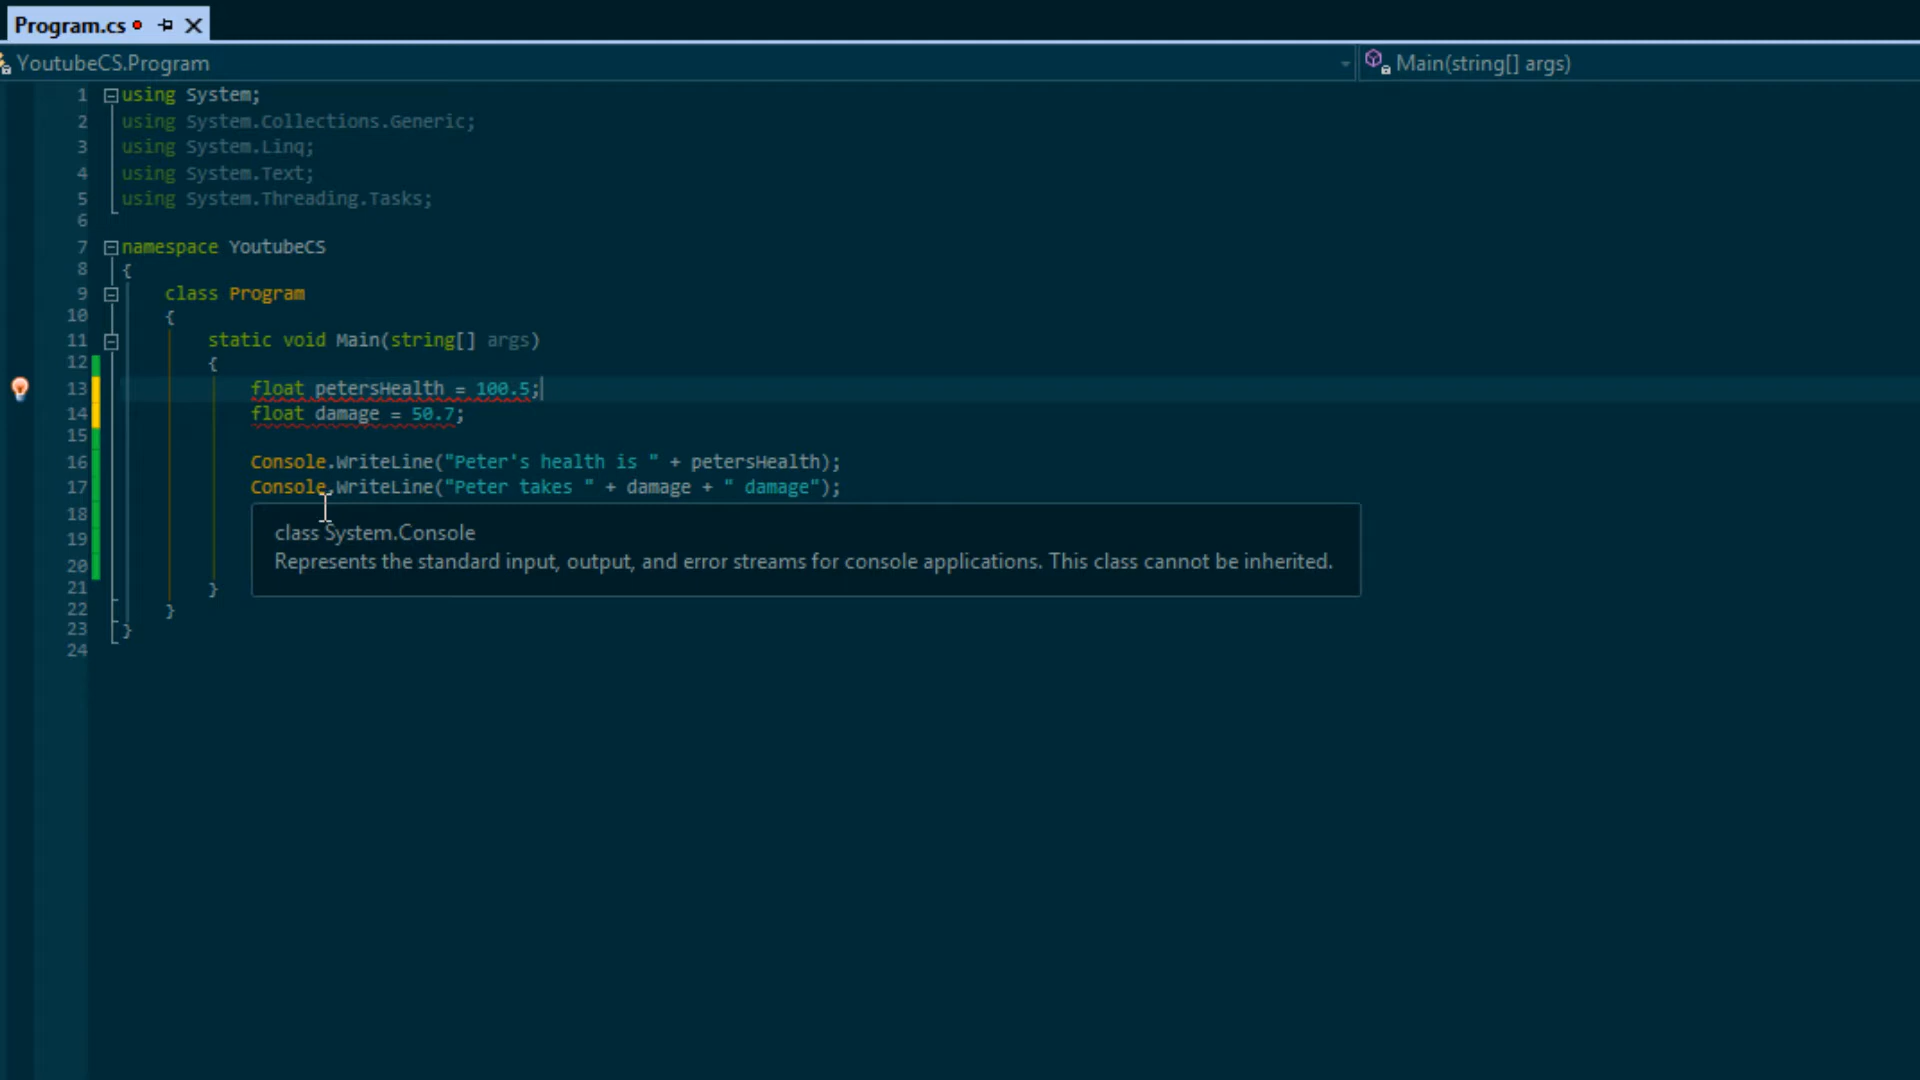 Program.cs
YoutubeCS.Program
Main(string[] args)
1 using System;
2 using System.Collections.Generic;
3 using System.Linq;
4 using System.Text;
5 using System.Threading.Tasks;
6
7 namespace YoutubeCS
8 {
9 class Program
10 {
11 static void Main(string[] args)
12 {
13 float petersHealth = 100.5;
14 float damage = 50.7;
15
16 Console.WriteLine("Peter's health is " + petersHealth);
17 Console.WriteLine("Peter takes " + damage + " damage");
18
class System.Console
19
Represents the standard input, output, and error streams for console applications. This class cannot be inherited.
20
21 }
22 }
23 }
24